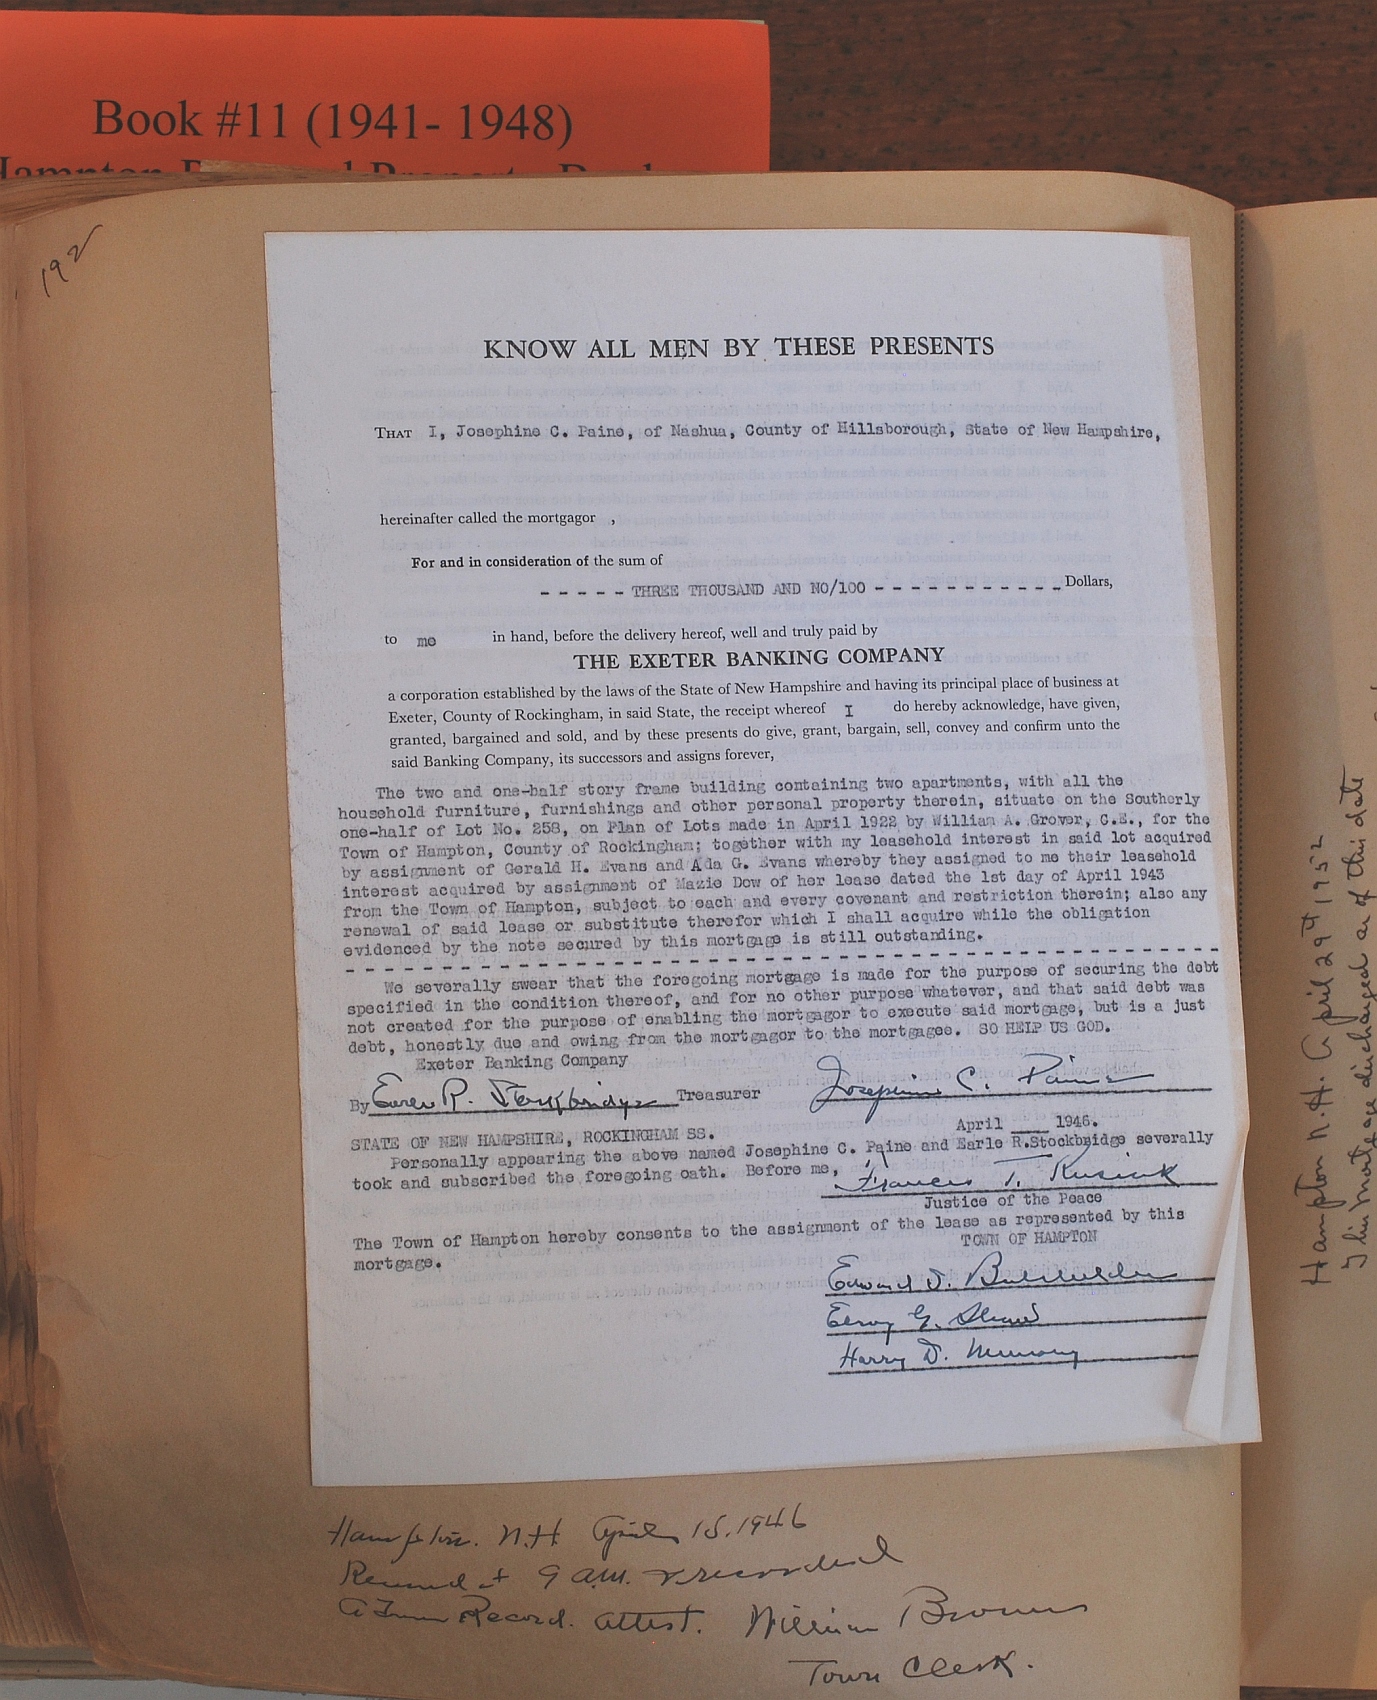 Book #11 (1941- 1948)
192
KNOW ALL MEN BY THESE PRESENTS
THAT I, Josephine C. Paine, of Nashua, County of Hillsborough, State of New Hampshire,
hereinafter called the mortgagor ,
For and in consideration of the sum of
- - - - - THREE THOUSAND AND NO/100 - - - - - - - - - - - - Dollars,
to me in hand, before the delivery hereof, well and truly paid by
THE EXETER BANKING COMPANY
a corporation established by the laws of the State of New Hampshire and having its principal place of business at
Exeter, County of Rockingham, in said State, the receipt whereof I do hereby acknowledge, have given,
granted, bargained and sold, and by these presents do give, grant, bargain, sell, convey and confirm unto the
said Banking Company, its successors and assigns forever,
The two and one-half story frame building containing two apartments, with all the
household furniture, furnishings and other personal property therein, situate on the Southerly
one-half of Lot No. 258, on Plan of Lots made in April 1922 by William A. Grover, C.E., for the
Town of Hampton, County of Rockingham; together with my leasehold interest in said lot acquired
by assignment of Gerald H. Evans and Ada G. Evans whereby they assigned to me their leasehold
interest acquired by assignment of Mazie Dow of her lease dated the 1st day of April 1943
from the Town of Hampton, subject to each and every covenant and restriction therein; also any
renewal of said lease or substitute therefor which I shall acquire while the obligation
evidenced by the note secured by this mortgage is still outstanding.
We severally swear that the foregoing mortgage is made for the purpose of securing the debt
specified in the condition thereof, and for no other purpose whatever, and that said debt was
not created for the purpose of enabling the mortgagor to execute said mortgage, but is a just
debt, honestly due and owing from the mortgagor to the mortgagee. SO HELP US GOD.
Exeter Banking Company
By Earle R. Stockbridge Treasurer Josephine C. Paine
April ___ 1946.
STATE OF NEW HAMPSHIRE, ROCKINGHAM SS.
Personally appearing the above named Josephine C. Paine and Earle R.Stockbridge severally
took and subscribed the foregoing oath. Before me, Francis T.
Justice of the Peace
The Town of Hampton hereby consents to the assignment of the lease as represented by this
mortgage.
TOWN OF HAMPTON
Edward D.
Elroy G. Shaw
Harry D. Munsey
Hampton. N.H. April 15, 1946
Received at 9 a.m. & recorded
A True Record. attest. William Brown
Town Clerk.
Hampton N.H. April 29th 1952
This mortgage discharged as of this date